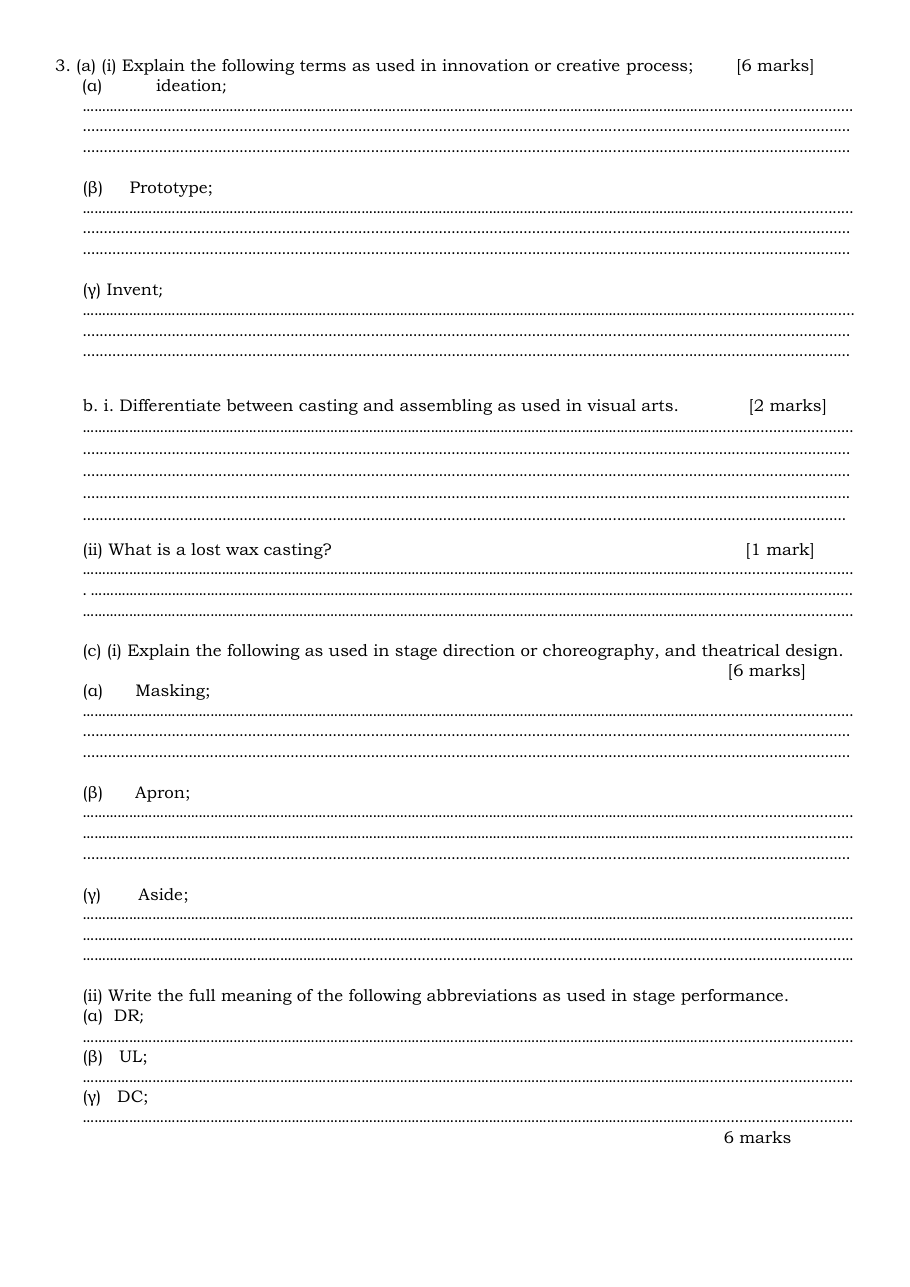 3. (a) (i) Explain the following terms as used in innovation or creative process; [6 marks]
(α) ideation;
………………………………………………………………………………………………………………
………………………………………………………………………………………………………………
………………………………………………………………………………………………………………
(β) Prototype;
………………………………………………………………………………………………………………
………………………………………………………………………………………………………………
………………………………………………………………………………………………………………
(γ) Invent;
………………………………………………………………………………………………………………
………………………………………………………………………………………………………………
………………………………………………………………………………………………………………
b. i. Differentiate between casting and assembling as used in visual arts. [2 marks]
………………………………………………………………………………………………………………
………………………………………………………………………………………………………………
………………………………………………………………………………………………………………
………………………………………………………………………………………………………………
………………………………………………………………………………………………………………
(ii) What is a lost wax casting? [1 mark]
………………………………………………………………………………………………………………
. ………………………………………………………………………………………………………………
………………………………………………………………………………………………………………
(c) (i) Explain the following as used in stage direction or choreography, and theatrical design.
[6 marks]
(α) Masking;
………………………………………………………………………………………………………………
………………………………………………………………………………………………………………
………………………………………………………………………………………………………………
(β) Apron;
………………………………………………………………………………………………………………
………………………………………………………………………………………………………………
………………………………………………………………………………………………………………
(γ) Aside;
………………………………………………………………………………………………………………
………………………………………………………………………………………………………………
………………………………………………………………………………………………………………
(ii) Write the full meaning of the following abbreviations as used in stage performance.
(α) DR;
………………………………………………………………………………………………………………
(β) UL;
………………………………………………………………………………………………………………
(γ) DC;
………………………………………………………………………………………………………………
6 marks